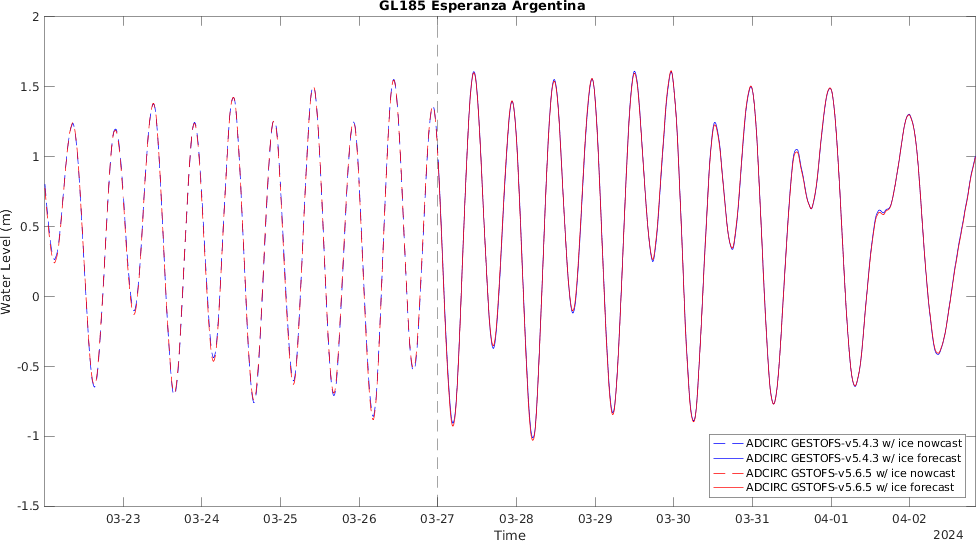 GL185 Esperanza Argentina
2
1.5
1
0.5
0
-0.5
-1
-1.5
Water Level (m)
ADCIRC GESTOFS-v5.4.3 w/ ice nowcast
ADCIRC GESTOFS-v5.4.3 w/ ice forecast
ADCIRC GSTOFS-v5.6.5 w/ ice nowcast
ADCIRC GSTOFS-v5.6.5 w/ ice forecast
03-23 03-24 03-25 03-26 03-27 03-28 03-29 03-30 03-31 04-01 04-02
Time
2024